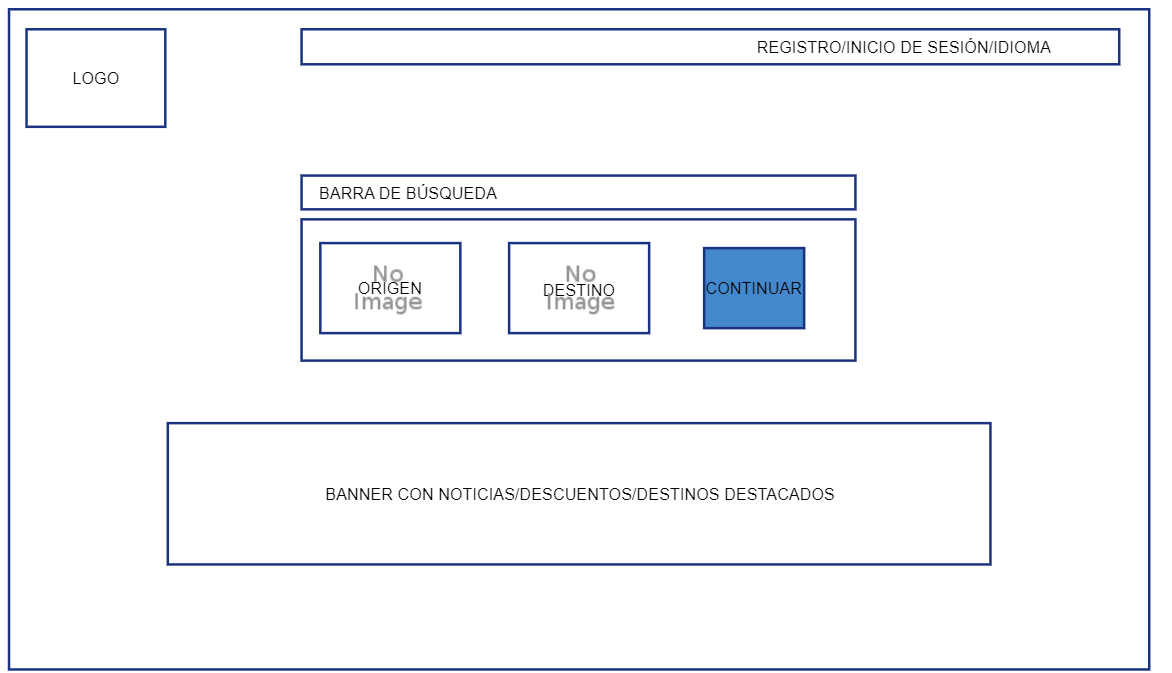 REGISTRO/INICIO DE SESIÓN/IDIOMA
LOGO
BARRA DE BÚSQUEDA
No
Image
ORIGEN
No
Image
DESTINO
CONTINUAR
BANNER CON NOTICIAS/DESCUENTOS/DESTINOS DESTACADOS